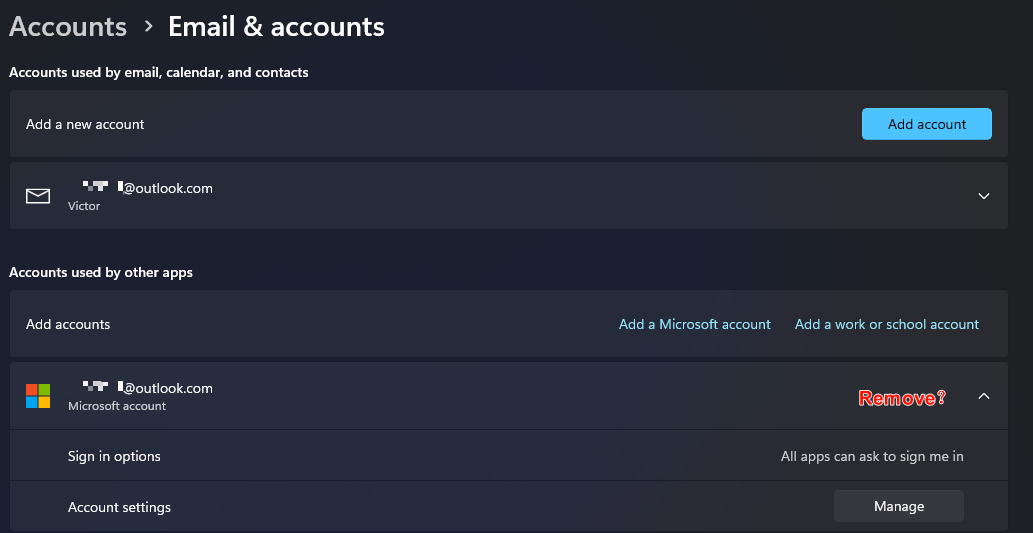 Accounts > Email & accounts
Accounts used by email, calendar, and contacts
Add a new account Add account
@outlook.com
Victor
Accounts used by other apps
Add accounts Add a Microsoft account Add a work or school account
@outlook.com
Microsoft account Remove?
Sign in options All apps can ask to sign me in
Account settings Manage